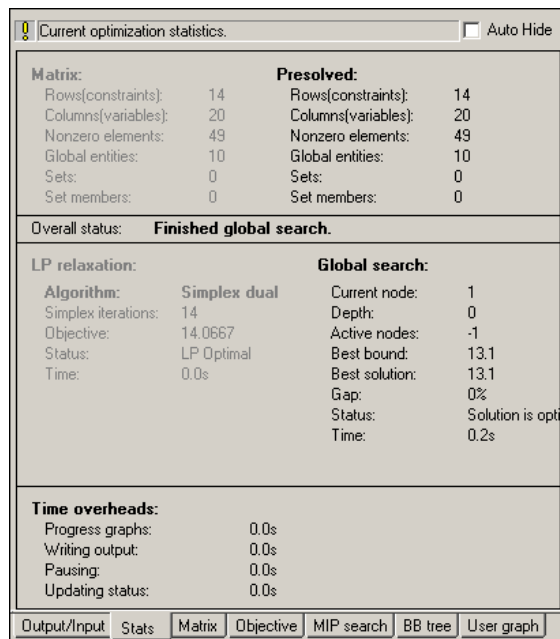 Current optimization statistics. Auto Hide
Matrix: Presolved:
Rows(constraints): 14 Rows(constraints): 14
Columns(variables): 20 Columns(variables): 20
Nonzero elements: 49 Nonzero elements: 49
Global entities: 10 Global entities: 10
Sets: 0 Sets: 0
Set members: 0 Set members: 0
Overall status: Finished global search.
LP relaxation: Global search:
Algorithm: Simplex dual Current node: 1
Simplex iterations: 14 Depth: 0
Objective: 14.0667 Active nodes: -1
Status: LP Optimal Best bound: 13.1
Time: 0.0s Best solution: 13.1
Gap: 0%
Status: Solution is opti
Time: 0.2s
Time overheads:
Progress graphs: 0.0s
Writing output: 0.0s
Pausing: 0.0s
Updating status: 0.0s
Output/Input Stats Matrix Objective MIP search BB tree User graph